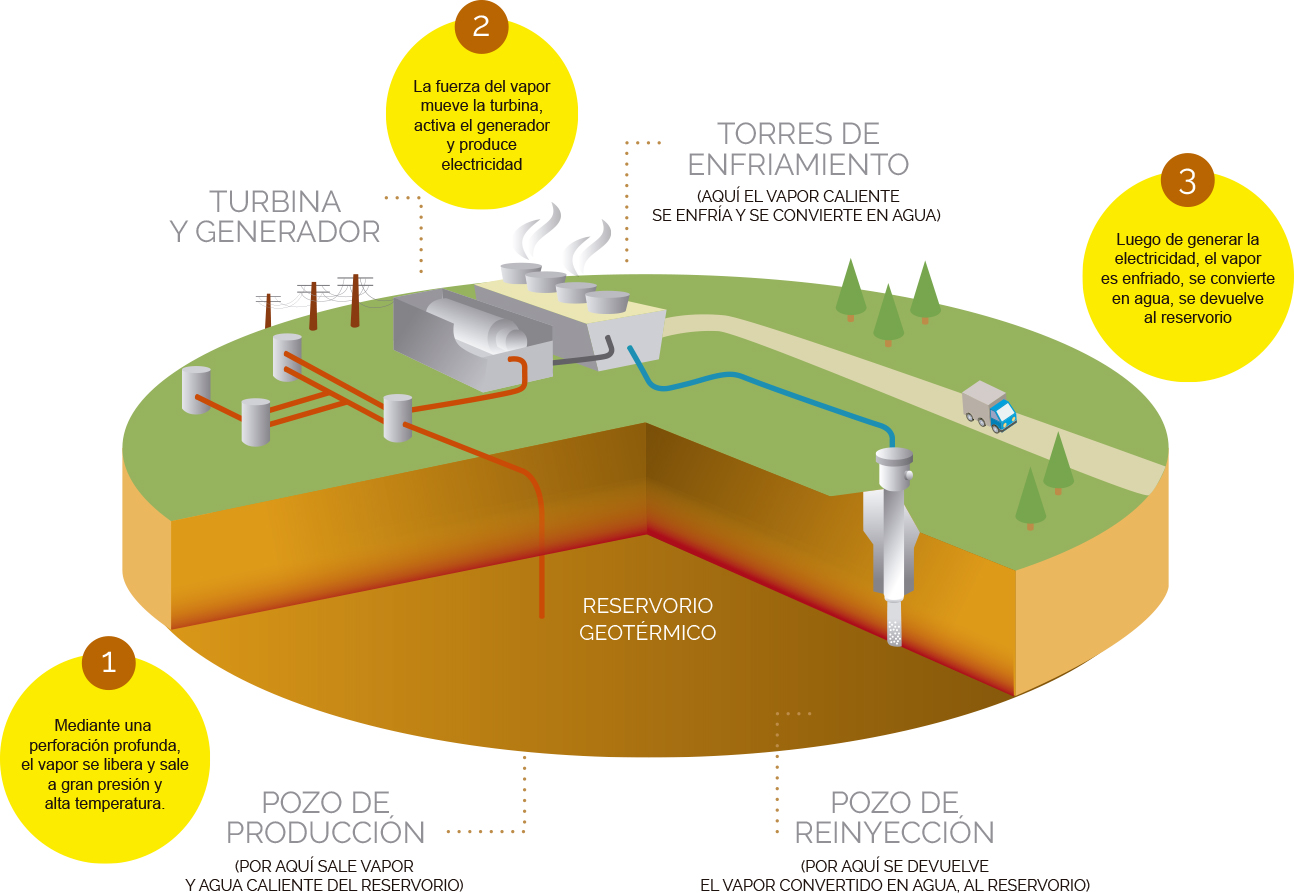 2
La fuerza del vapor
mueve la turbina,
activa el generador
y produce
electricidad
TORRES DE
ENFRIAMIENTO
(AQUÍ EL VAPOR CALIENTE
SE ENFRÍA Y SE CONVIERTE EN AGUA)
TURBINA
Y GENERADOR
3
Luego de generar la
electricidad, el vapor
es enfriado, se convierte
en agua, se devuelve
al reservorio
RESERVORIO
GEOTÉRMICO
1
Mediante una
perforación profunda,
el vapor se libera y sale
a gran presión y
alta temperatura.
POZO DE
PRODUCCIÓN
(POR AQUÍ SALE VAPOR
Y AGUA CALIENTE DEL RESERVORIO)
POZO DE
REINYECCIÓN
(POR AQUÍ SE DEVUELVE
EL VAPOR CONVERTIDO EN AGUA, AL RESERVORIO)